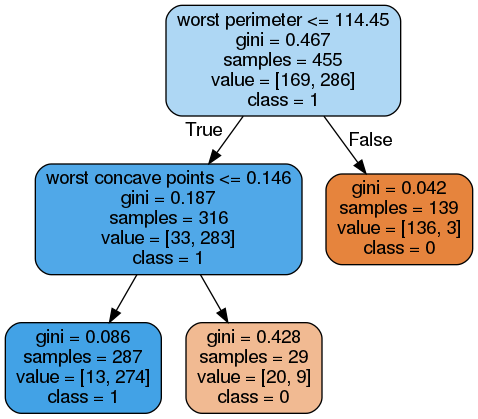 worst perimeter <= 114.45
gini = 0.467
samples = 455
value = [169, 286]
class = 1
True
False
worst concave points <= 0.146
gini = 0.187
samples = 316
value = [33, 283]
class = 1
gini = 0.042
samples = 139
value = [136, 3]
class = 0
gini = 0.086
samples = 287
value = [13, 274]
class = 1
gini = 0.428
samples = 29
value = [20, 9]
class = 0